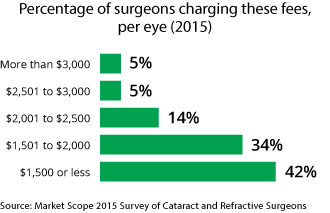 Percentage of surgeons charging these fees,
per eye (2015)
More than $3,000 5%
$2,501 to $3,000 5%
$2,001 to $2,500 14%
$1,501 to $2,000 34%
$1,500 or less 42%
Source: Market Scope 2015 Survey of Cataract and Refractive Surgeons